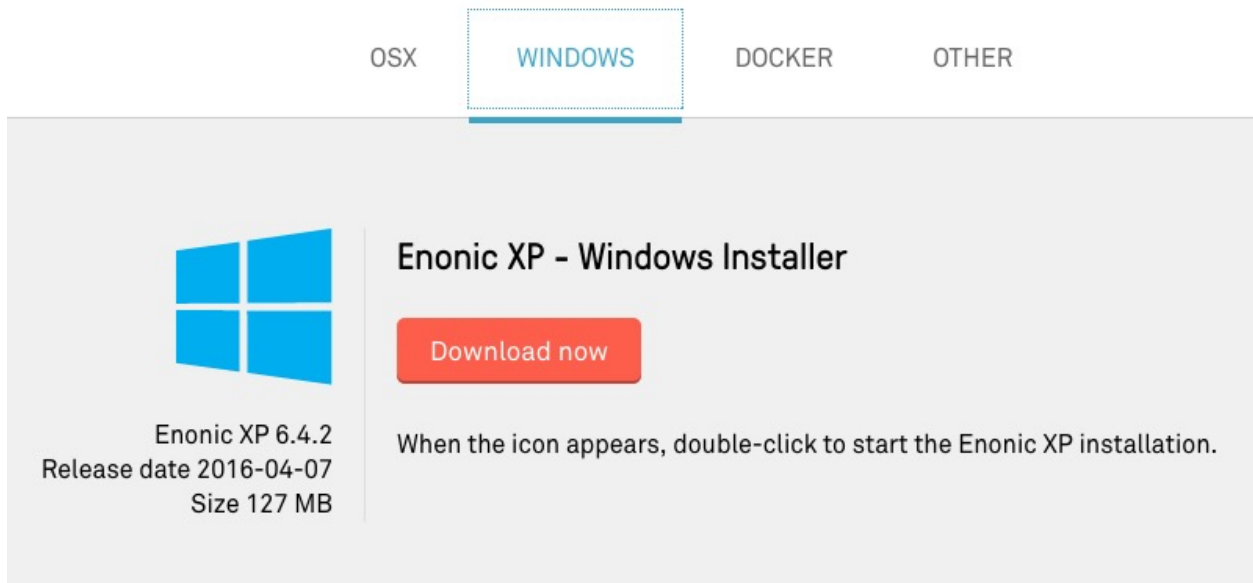 OSX WINDOWS DOCKER OTHER
Enonic XP - Windows Installer
Download now
Enonic XP 6.4.2
Release date 2016-04-07
Size 127 MB
When the icon appears, double-click to start the Enonic XP installation.